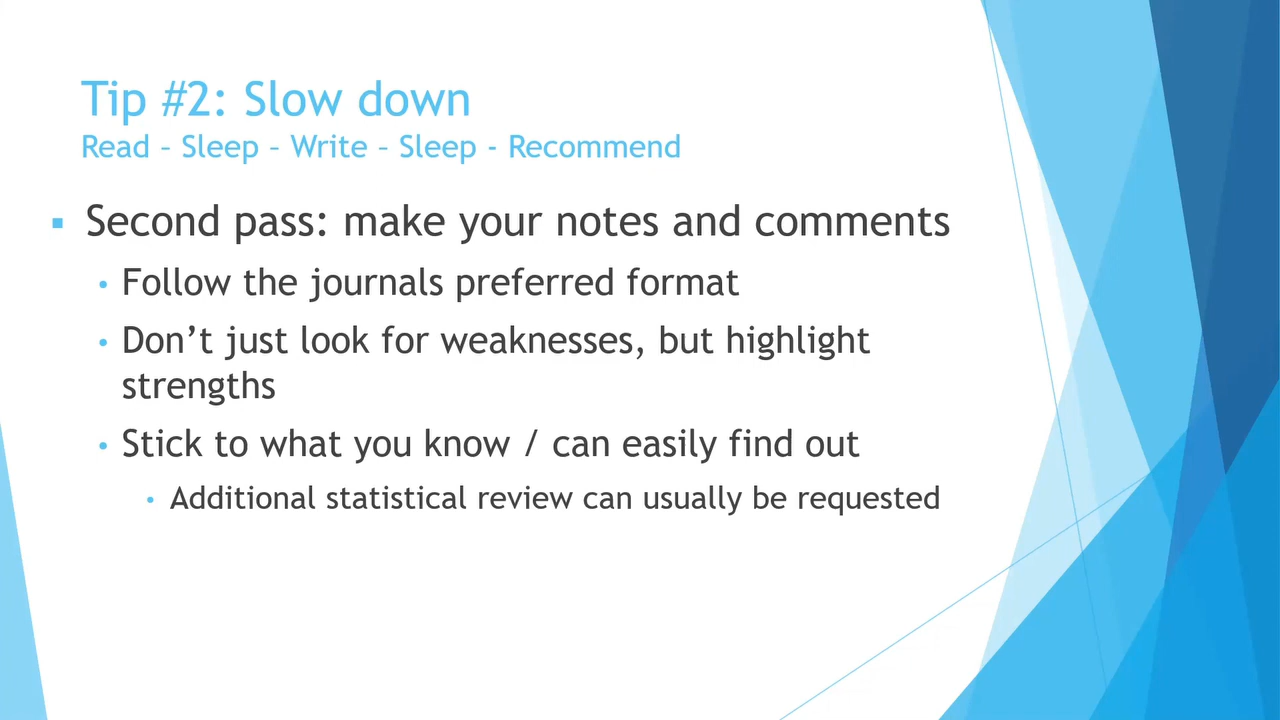 Tip #2: Slow down
Read – Sleep – Write – Sleep - Recommend
Second pass: make your notes and comments
Follow the journals preferred format
Don’t just look for weaknesses, but highlight
strengths
Stick to what you know / can easily find out
Additional statistical review can usually be requested